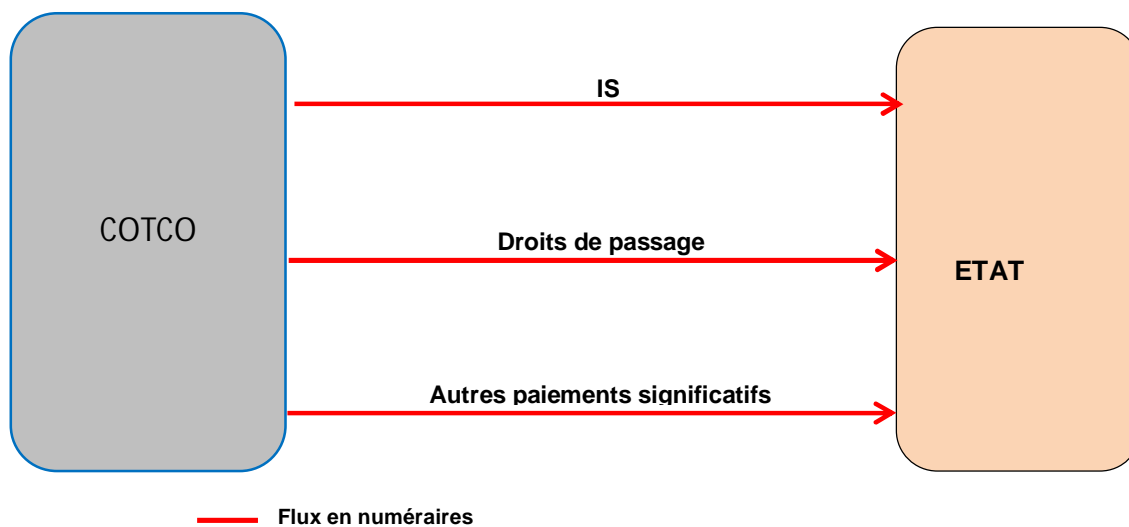 IS
COTCO
Droits de passage
ETAT
Autres paiements significatifs
Flux en numéraires